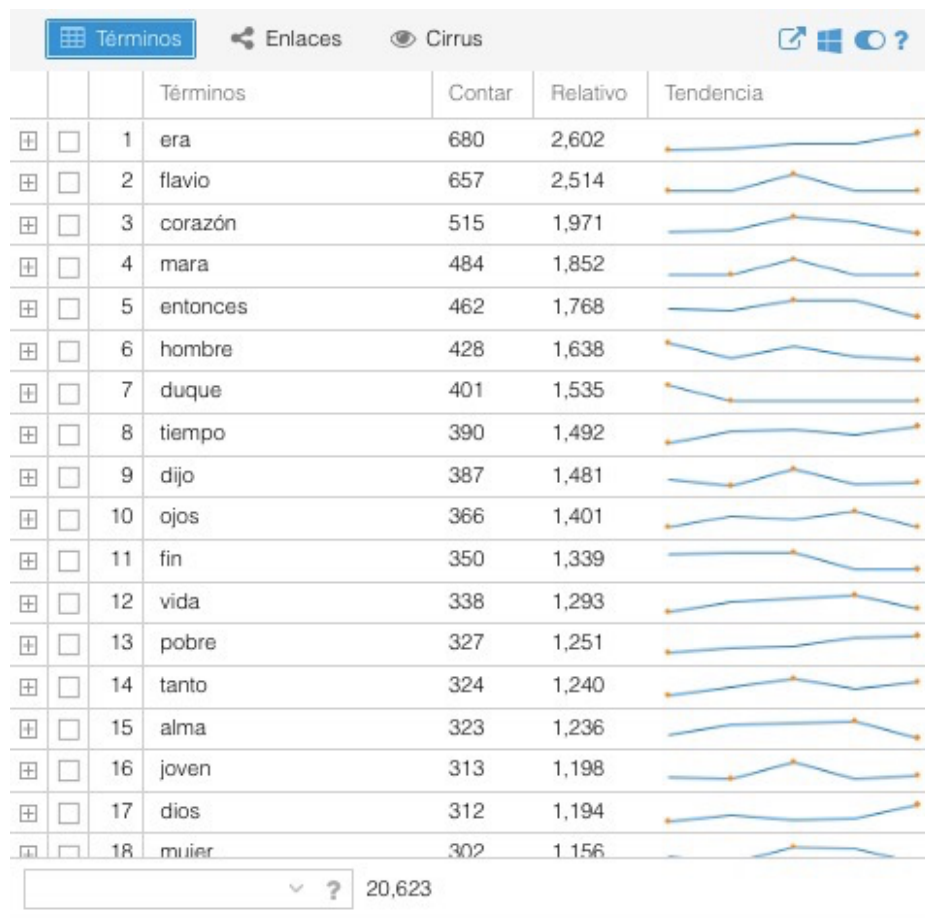 Términos Enlaces Cirrus ?
Términos Contar Relativo Tendencia
1 era 680 2,602
2 flavio 657 2,514
3 corazón 515 1,971
4 mara 484 1,852
5 entonces 462 1,768
6 hombre 428 1,638
7 duque 401 1,535
8 tiempo 390 1,492
9 dijo 387 1,481
10 ojos 366 1,401
11 fin 350 1,339
12 vida 338 1,293
13 pobre 327 1,251
14 tanto 324 1,240
15 alma 323 1,236
16 joven 313 1,198
17 dios 312 1,194
18 mujer 302 1,156
? 20,623